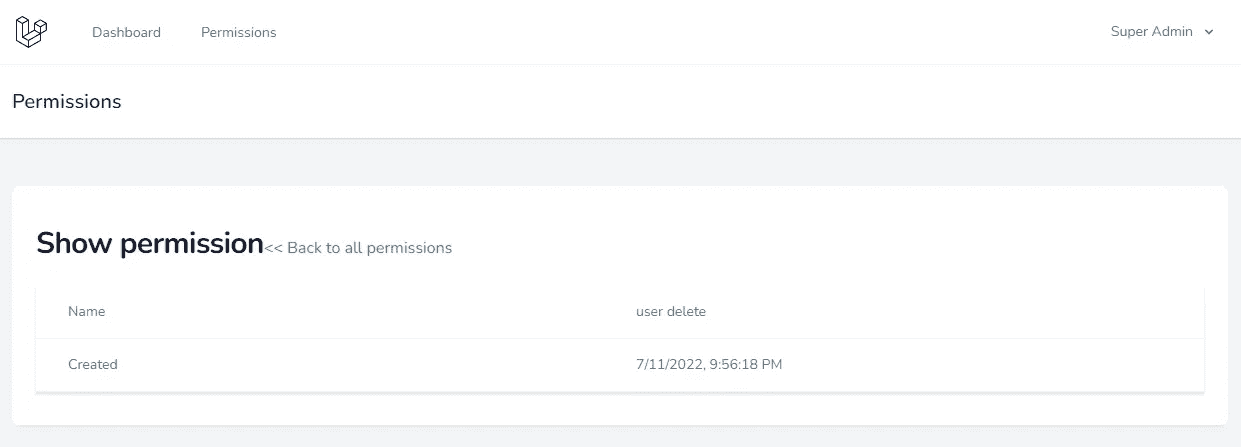 Dashboard Permissions Super Admin
Permissions
Show permission<< Back to all permissions
Name user delete
Created 7/11/2022, 9:56:18 PM